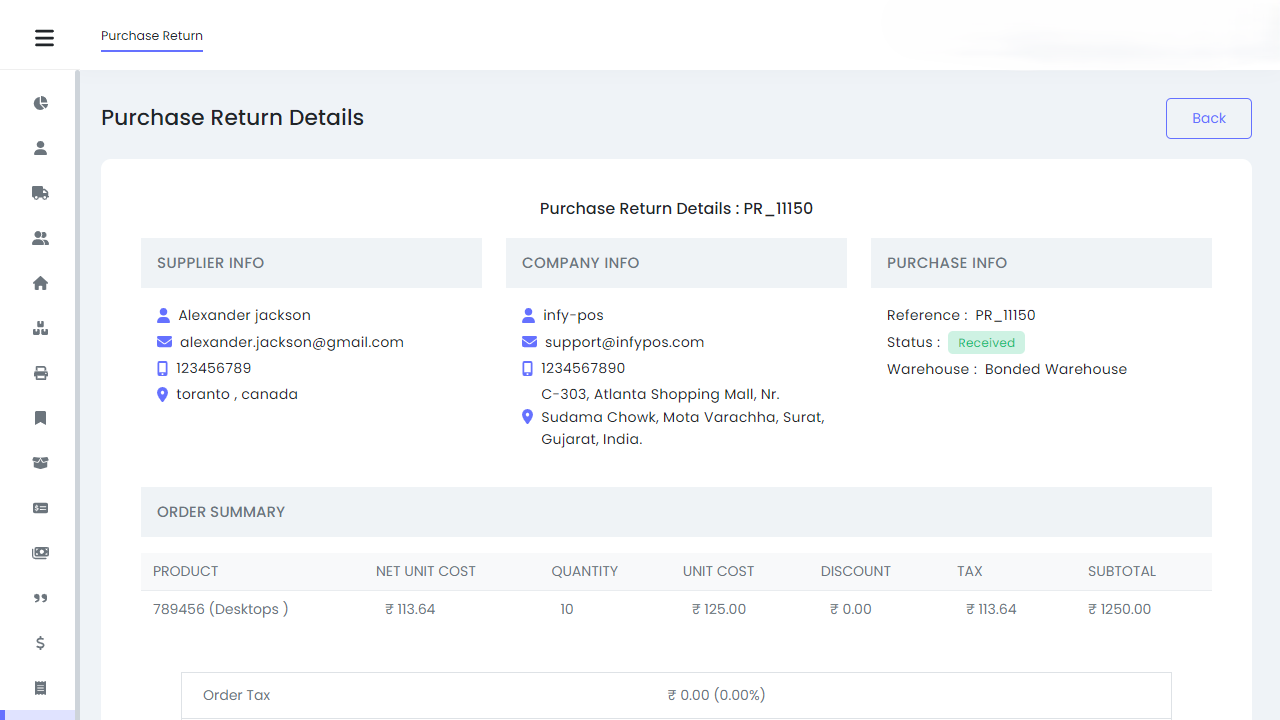 Purchase Return
Purchase Return Details
Back
Purchase Return Details : PR_11150
SUPPLIER INFO
Alexander jackson
alexander.jackson@gmail.com
123456789
toranto , canada
COMPANY INFO
infy-pos
support@infypos.com
1234567890
C-303, Atlanta Shopping Mall, Nr.
Sudama Chowk, Mota Varachha, Surat,
Gujarat, India.
PURCHASE INFO
Reference : PR_11150
Status : Received
Warehouse : Bonded Warehouse
ORDER SUMMARY
PRODUCT NET UNIT COST QUANTITY UNIT COST DISCOUNT TAX SUBTOTAL
789456 (Desktops ) ₹ 113.64 10 ₹ 125.00 ₹ 0.00 ₹ 113.64 ₹ 1250.00
Order Tax ₹ 0.00 (0.00%)